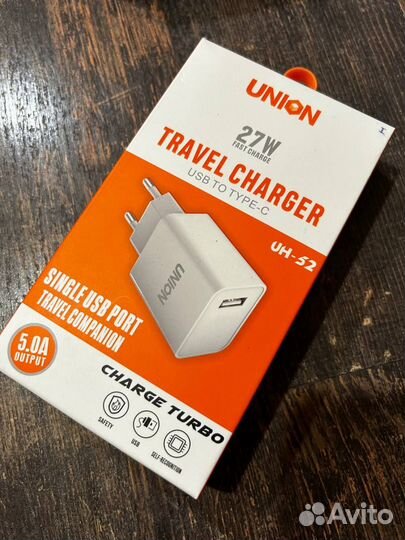 UNION
27W
FAST CHARGE
TRAVEL CHARGER
USB TO TYPE-C
UH-52
UNION
SINGLE USB PORT
TRAVEL COMPANION
5.0A
OUTPUT
CHARGE TURBO
SAFETY
USB
SELF-RECOGNITION
Avito